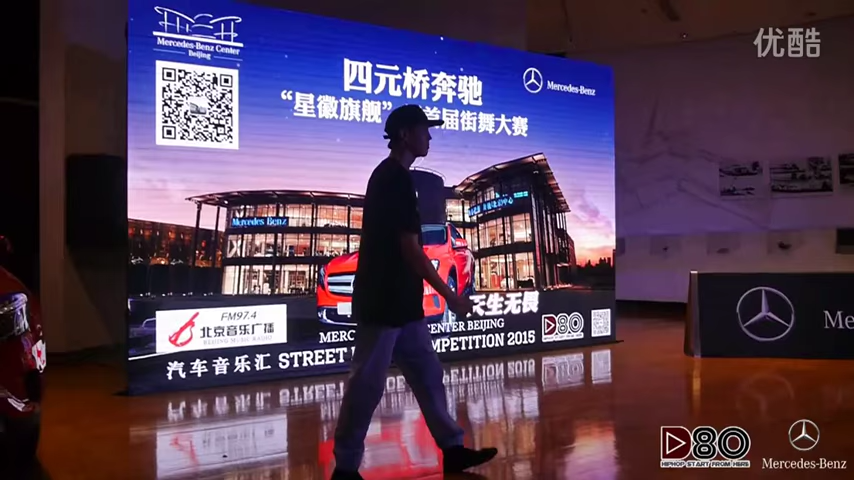 优酷
Mercedes-Benz Center
Beijing
四元桥奔驰
Mercedes-Benz
“星徽旗舰” 首届街舞大赛
Mercedes Benz
天生无畏
FM97.4
北京音乐广播
BEIJING MUSIC RADIO
CENTER BEIJING
D80
汽车音乐汇 STREET COMPETITION 2015
D80
HIPHOP START FROM HERE
Mercedes-Benz